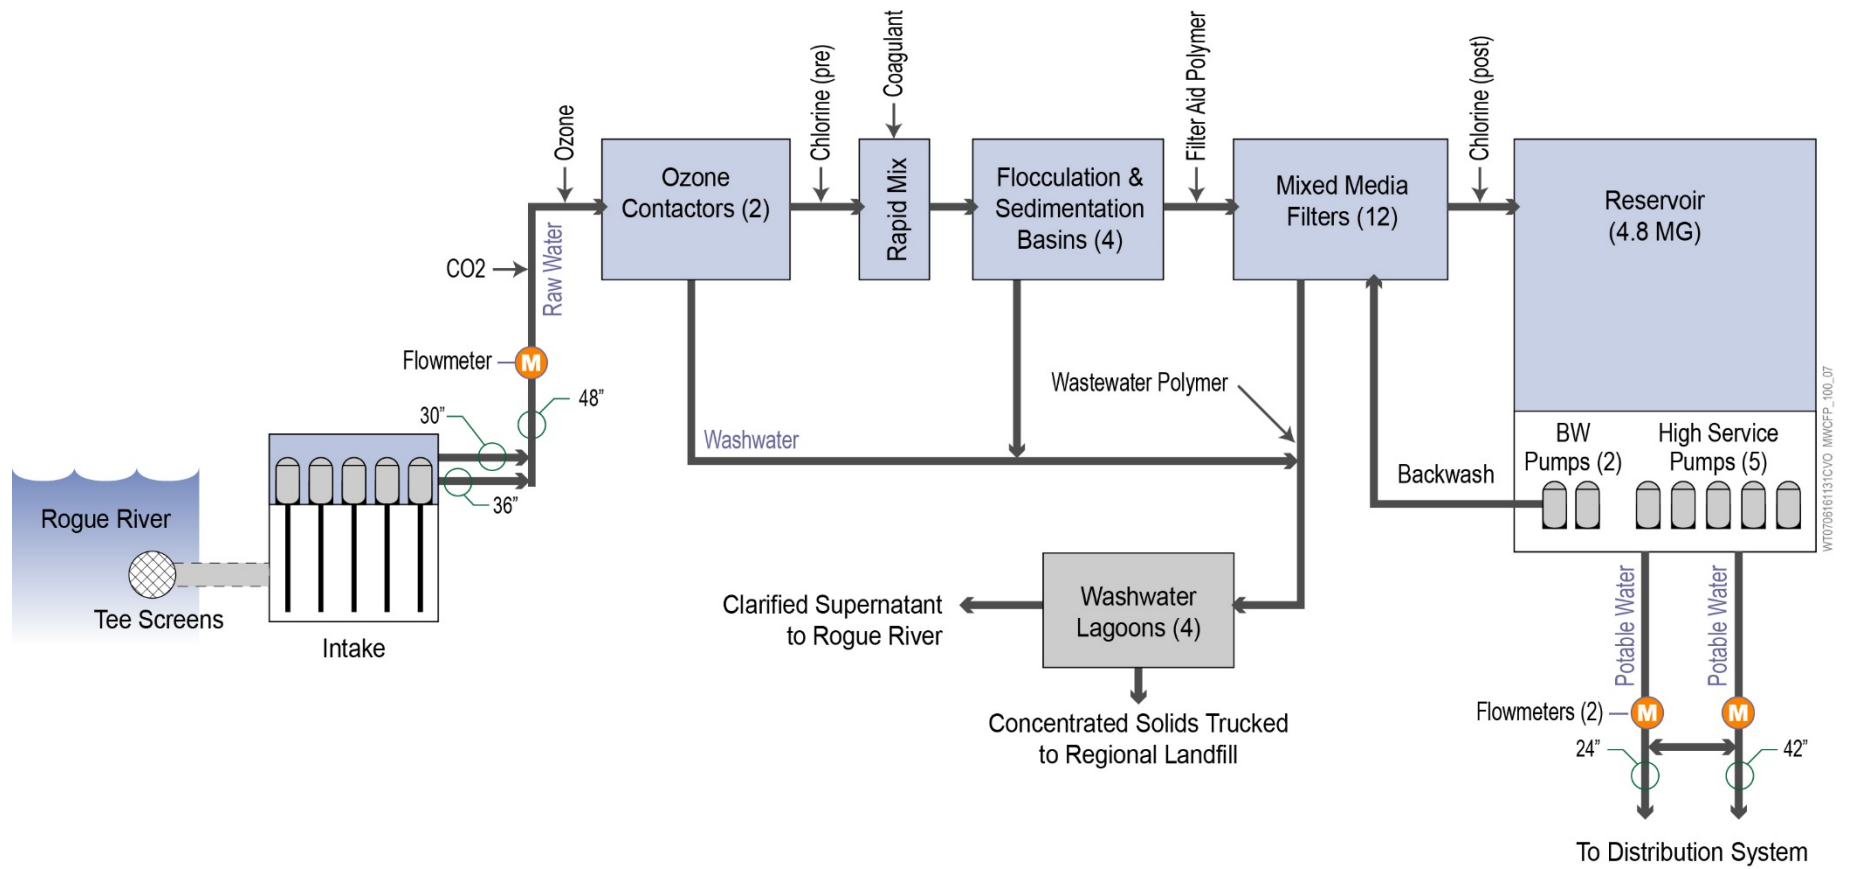 Rogue River
Tee Screens
Intake
30”
36”
48”
Flowmeter
M
CO2
Raw Water
Ozone
Ozone
Contactors (2)
Chlorine (pre)
Coagulant
Rapid Mix
Flocculation &
Sedimentation
Basins (4)
Filter Aid Polymer
Mixed Media
Filters (12)
Chlorine (post)
Reservoir
(4.8 MG)
BW
Pumps (2)
High Service
Pumps (5)
Backwash
Washwater
Wastewater Polymer
Washwater
Lagoons (4)
Clarified Supernatant
to Rogue River
Concentrated Solids Trucked
to Regional Landfill
Potable Water
Potable Water
Flowmeters (2)
M
M
24”
42”
To Distribution System
WT0706161131CVO MWCFP_100_07